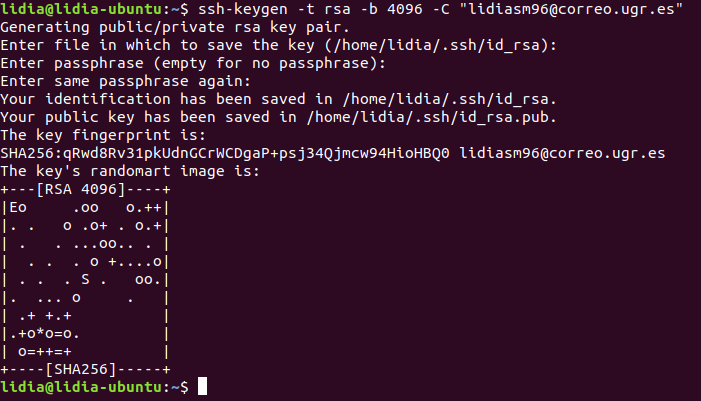 lidia@lidia-ubuntu:~$ ssh-keygen -t rsa -b 4096 -C "lidiasm96@correo.ugr.es"
Generating public/private rsa key pair.
Enter file in which to save the key (/home/lidia/.ssh/id_rsa):
Enter passphrase (empty for no passphrase):
Enter same passphrase again:
Your identification has been saved in /home/lidia/.ssh/id_rsa.
Your public key has been saved in /home/lidia/.ssh/id_rsa.pub.
The key fingerprint is:
SHA256:qRwd8Rv31pkUdnGCrWCDgaP+psj34Qjmcw94HioHBQ0 lidiasm96@correo.ugr.es
The key's randomart image is:
+---[RSA 4096]----+
|Eo     .oo   o.++|
|. .   o .o+ . o.+|
| .   . ...oo.. . |
|  . .  . o +....o|
| . .  . S .   oo.|
|.  ... o      .   |
| .+ +.+           |
|.+o*o=o.          |
| o=++=+           |
+----[SHA256]-----+
lidia@lidia-ubuntu:~$